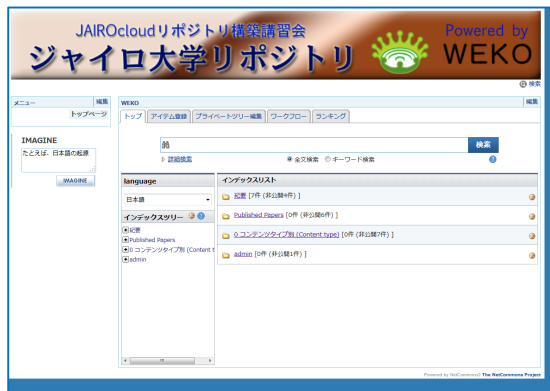 JAIROcloudリポジトリ構築講習会
ジャイロ大学リポジトリ
Powered by
WEKO
検索
メニュー
編集
トップページ
IMAGINE
たとえば、日本語の起源
IMAGINE
WEKO
編集
トップ
アイテム登録
プライベートツリー編集
ワークフロー
ランキング
検索
詳細検索
全文検索
キーワード検索
language
日本語
インデックスツリー
紀要
Published Papers
0 コンテンツタイプ別 (Content t
admin
インデックスリスト
紀要 [7件 (非公開4件) ]
Published Papers [0件 (非公開6件) ]
0 コンテンツタイプ別 (Content type) [0件 (非公開7件) ]
admin [0件 (非公開1件) ]
Powered by NetCommons2 The NetCommons Project